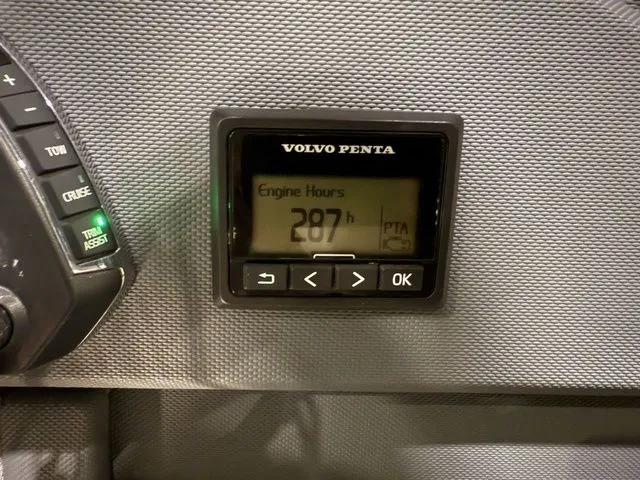 +
−
TOW
CRUISE
TRIM
ASSIST
VOLVO PENTA
Engine Hours
287 h
PTA
< > OK